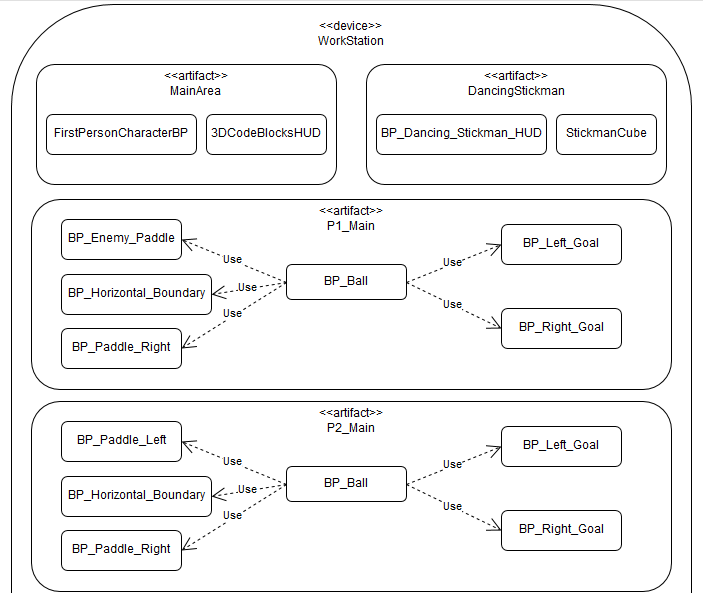 <<device>>
WorkStation
<<artifact>>
MainArea
FirstPersonCharacterBP
3DCodeBlocksHUD
<<artifact>>
DancingStickman
BP_Dancing_Stickman_HUD
StickmanCube
<<artifact>>
P1_Main
BP_Enemy_Paddle
BP_Horizontal_Boundary
BP_Paddle_Right
Use
Use
Use
BP_Ball
Use
Use
BP_Left_Goal
BP_Right_Goal
<<artifact>>
P2_Main
BP_Paddle_Left
BP_Horizontal_Boundary
BP_Paddle_Right
Use
Use
Use
BP_Ball
Use
Use
BP_Left_Goal
BP_Right_Goal